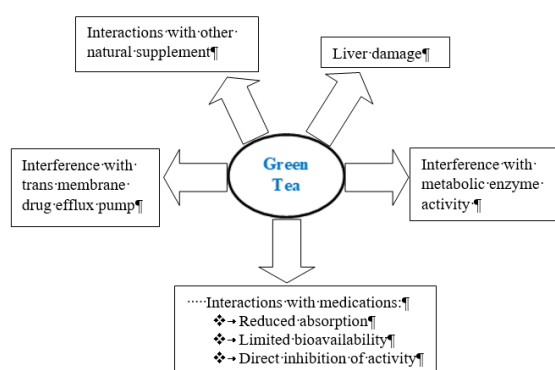 Interactions·with·other·
natural·supplement¶
Liver·damage¶
Green
Tea
Interference·with·
trans·membrane·
drug·efflux·pump¶
Interference·with·
metabolic·enzyme·
activity·¶
·····Interactions·with·medications:¶
❖→Reduced·absorption¶
❖→Limited·bioavailability¶
❖→Direct·inhibition·of·activity¶